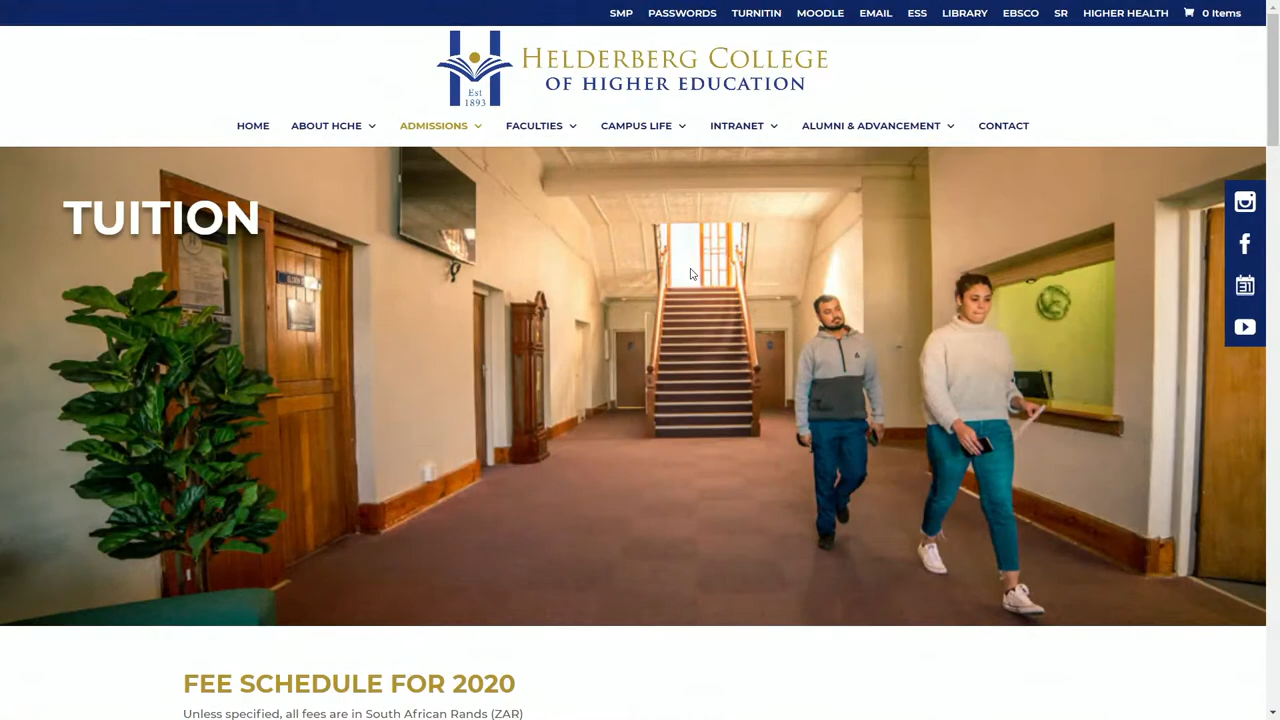 SMP PASSWORDS TURNITIN MOODLE EMAIL ESS LIBRARY EBSCO SR HIGHER HEALTH 0 Items
HELDERBERG COLLEGE
OF HIGHER EDUCATION
Est
1893
HOME ABOUT HCHE ADMISSIONS FACULTIES CAMPUS LIFE INTRANET ALUMNI & ADVANCEMENT CONTACT
TUITION
31
FEE SCHEDULE FOR 2020
Unless specified, all fees are in South African Rands (ZAR)